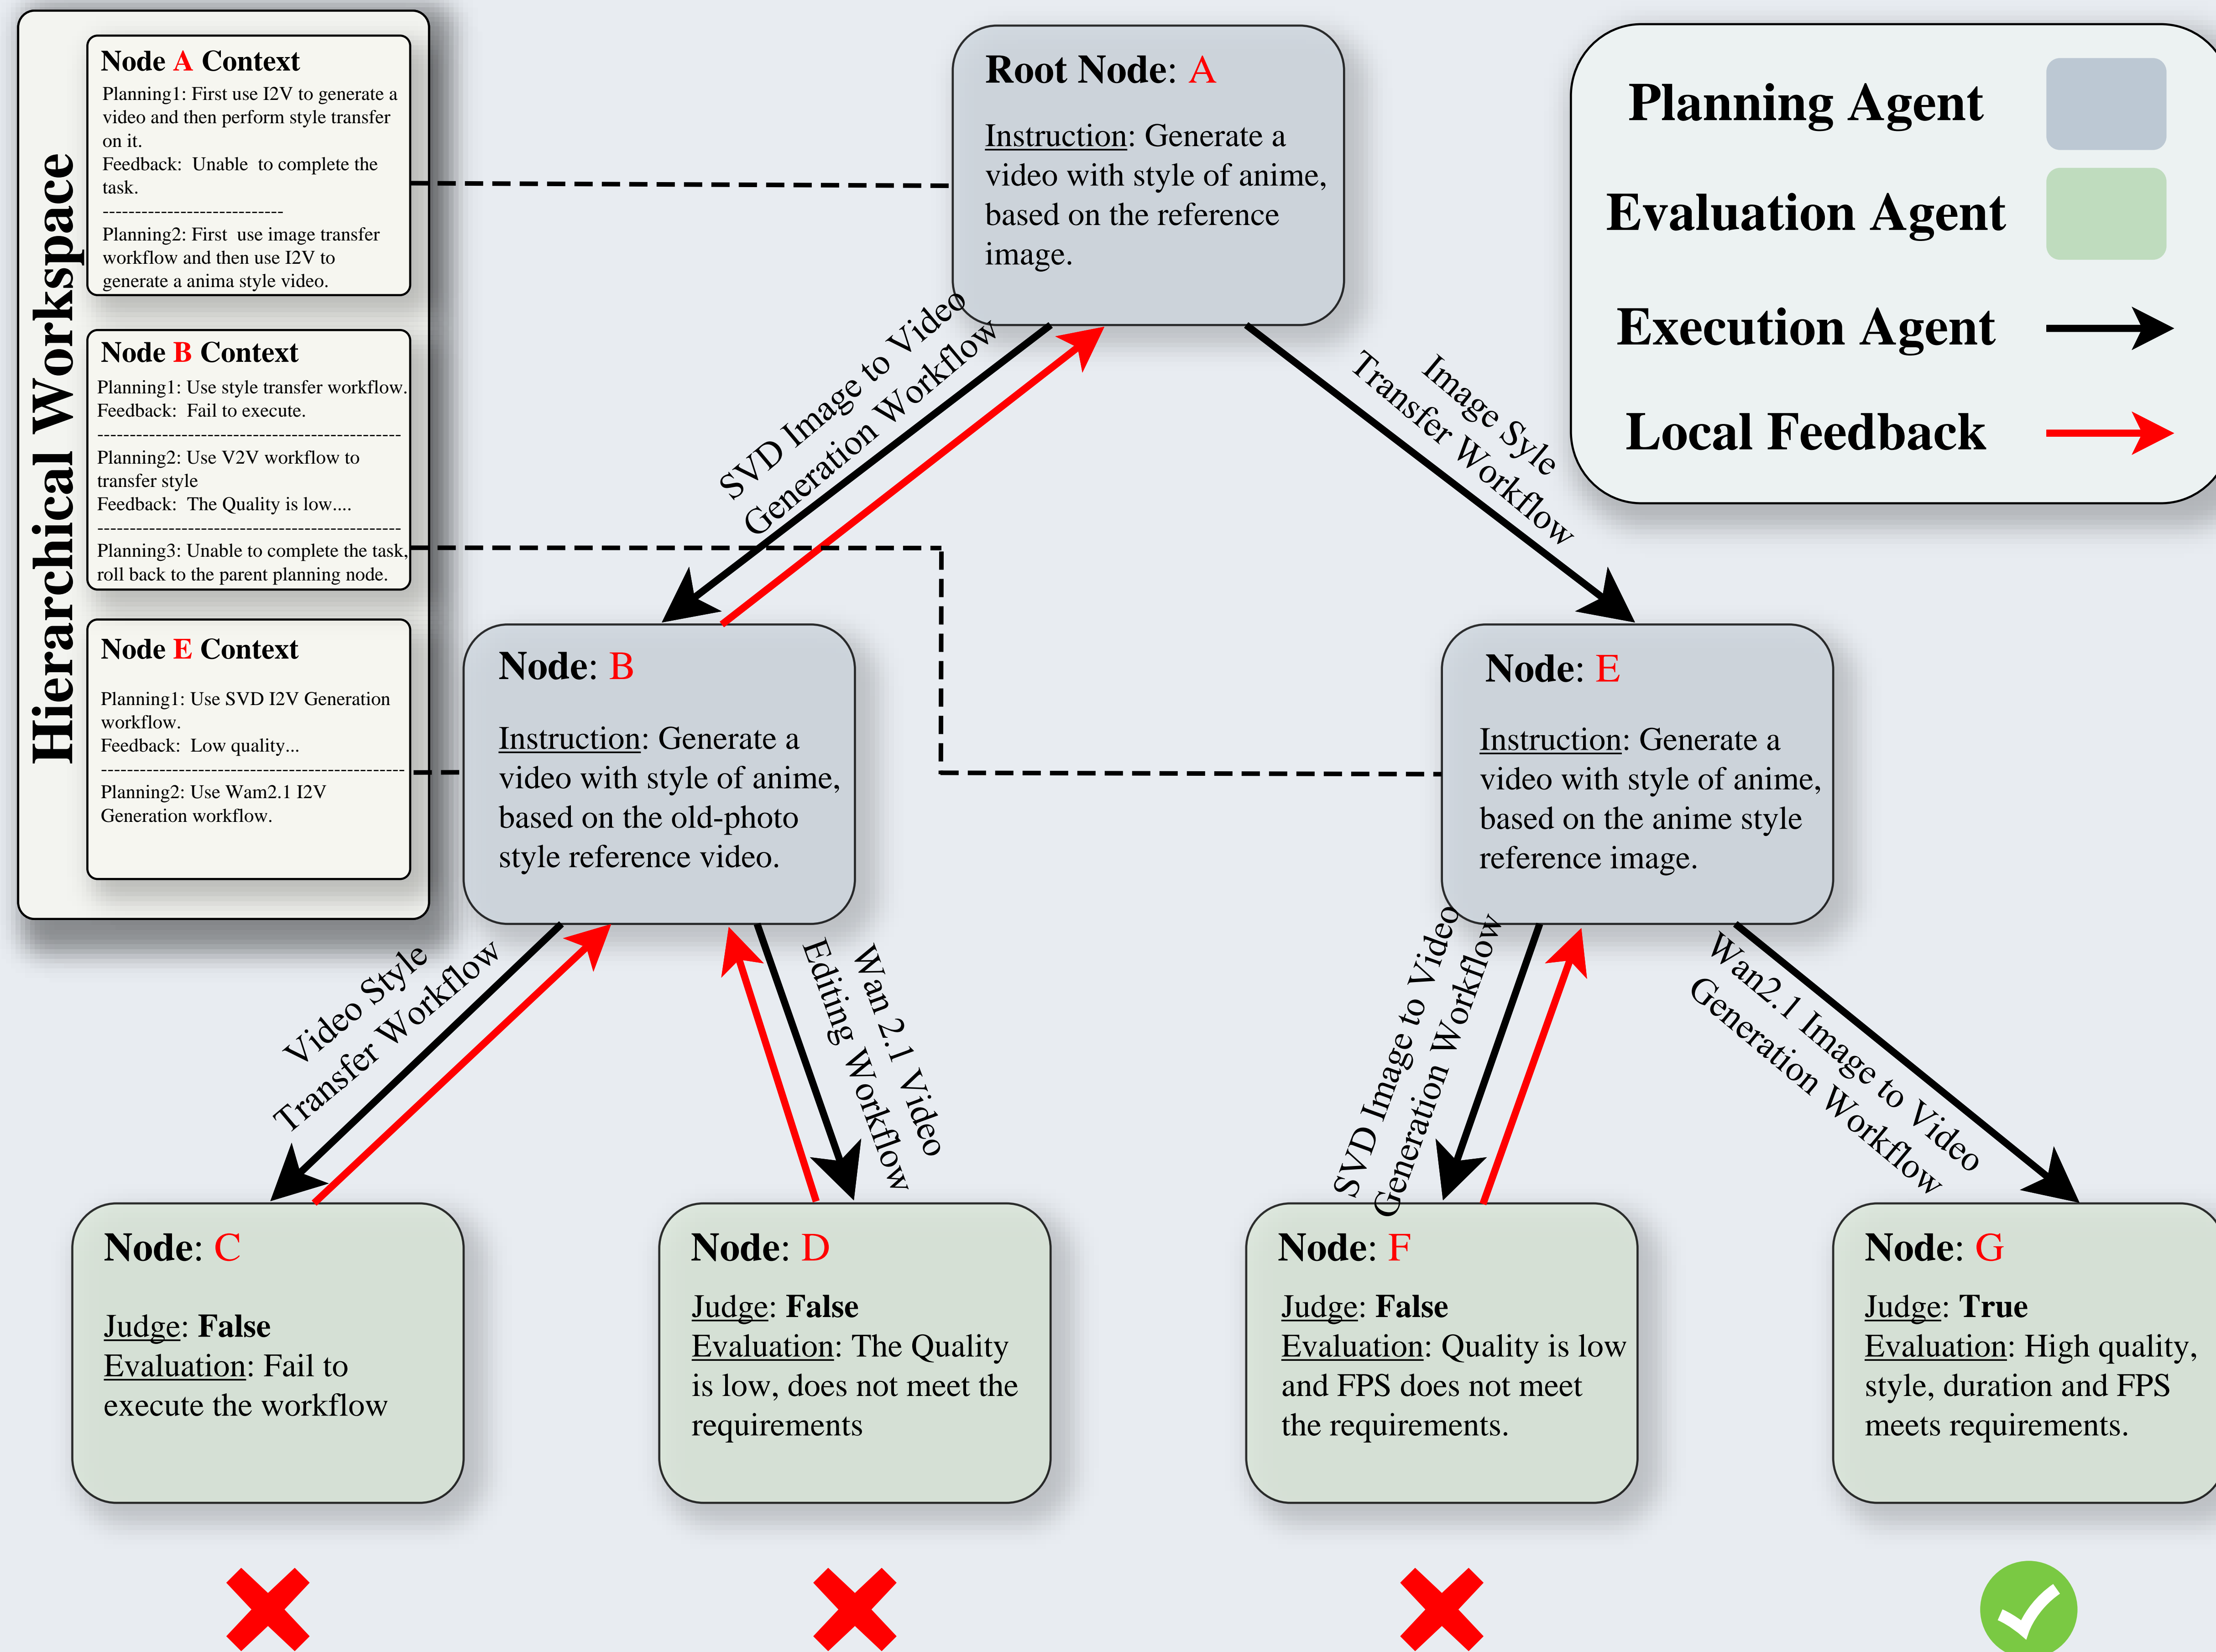 Hierarchical Workspace
Node A Context
Planning1: First use I2V to generate a
video and then perform style transfer
on it.
Feedback: Unable to complete the
task.
----------------------------
Planning2: First use image transfer
workflow and then use I2V to
generate a anima style video.
Node B Context
Planning1: Use style transfer workflow.
Feedback: Fail to execute.
-----------------------------------------------
Planning2: Use V2V workflow to
transfer style
Feedback: The Quality is low....
-----------------------------------------------
Planning3: Unable to complete the task,
roll back to the parent planning node.
Node E Context
Planning1: Use SVD I2V Generation
workflow.
Feedback: Low quality...
-----------------------------------------------
Planning2: Use Wam2.1 I2V
Generation workflow.
Root Node: A
Instruction: Generate a
video with style of anime,
based on the reference
image.
Planning Agent
Evaluation Agent
Execution Agent
Local Feedback
SVD Image to Video
Generation Workflow
Image Syle
Transfer Workflow
Node: B
Instruction: Generate a
video with style of anime,
based on the old-photo
style reference video.
Node: E
Instruction: Generate a
video with style of anime,
based on the anime style
reference image.
Video Style
Transfer Workflow
Wan 2.1 Video
Editing Workflow
SVD Image to Video
Generation Workflow
Wan2.1 Image to Video
Generation Workflow
Node: C
Judge: False
Evaluation: Fail to
execute the workflow
Node: D
Judge: False
Evaluation: The Quality
is low, does not meet the
requirements
Node: F
Judge: False
Evaluation: Quality is low
and FPS does not meet
the requirements.
Node: G
Judge: True
Evaluation: High quality,
style, duration and FPS
meets requirements.